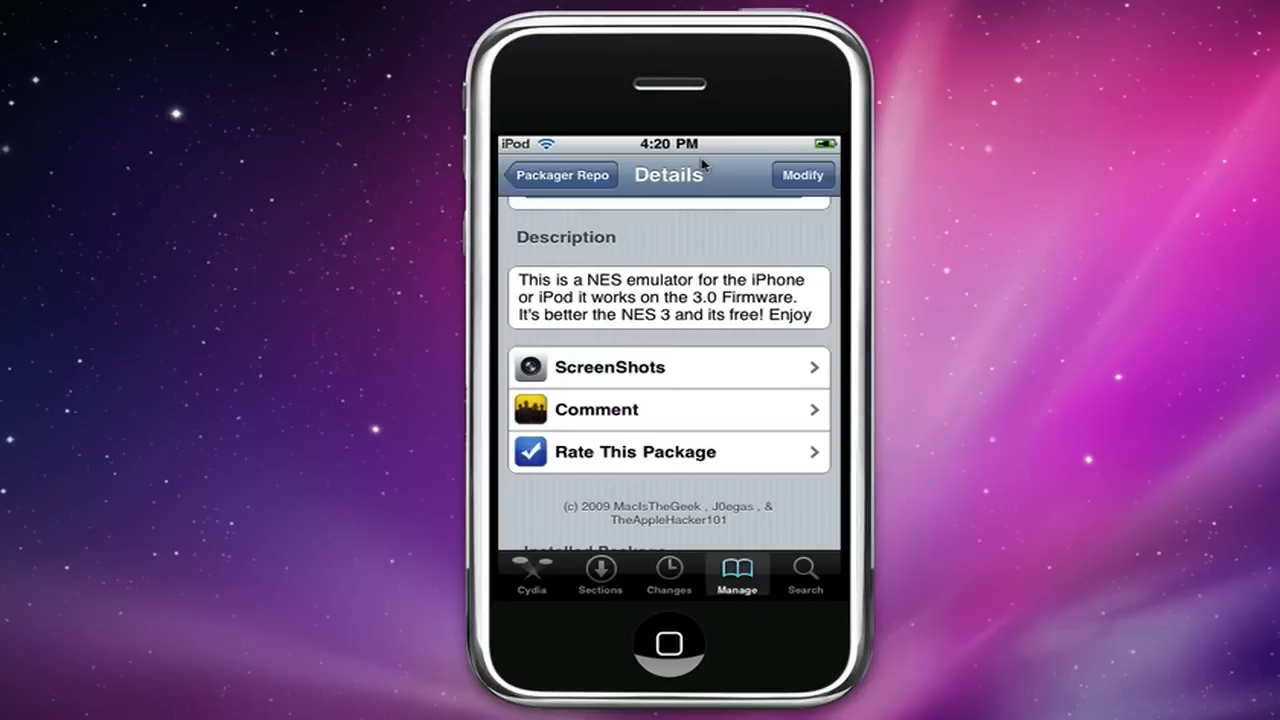 iPod 4:20 PM
Packager Repo Details Modify
Description
This is a NES emulator for the iPhone
or iPod it works on the 3.0 Firmware.
It's better the NES 3 and its free! Enjoy
ScreenShots
Comment
Rate This Package
(c) 2009 MacIsTheGeek , J0egas , &
TheAppleHacker101
Installed Package
Cydia Sections Changes Manage Search